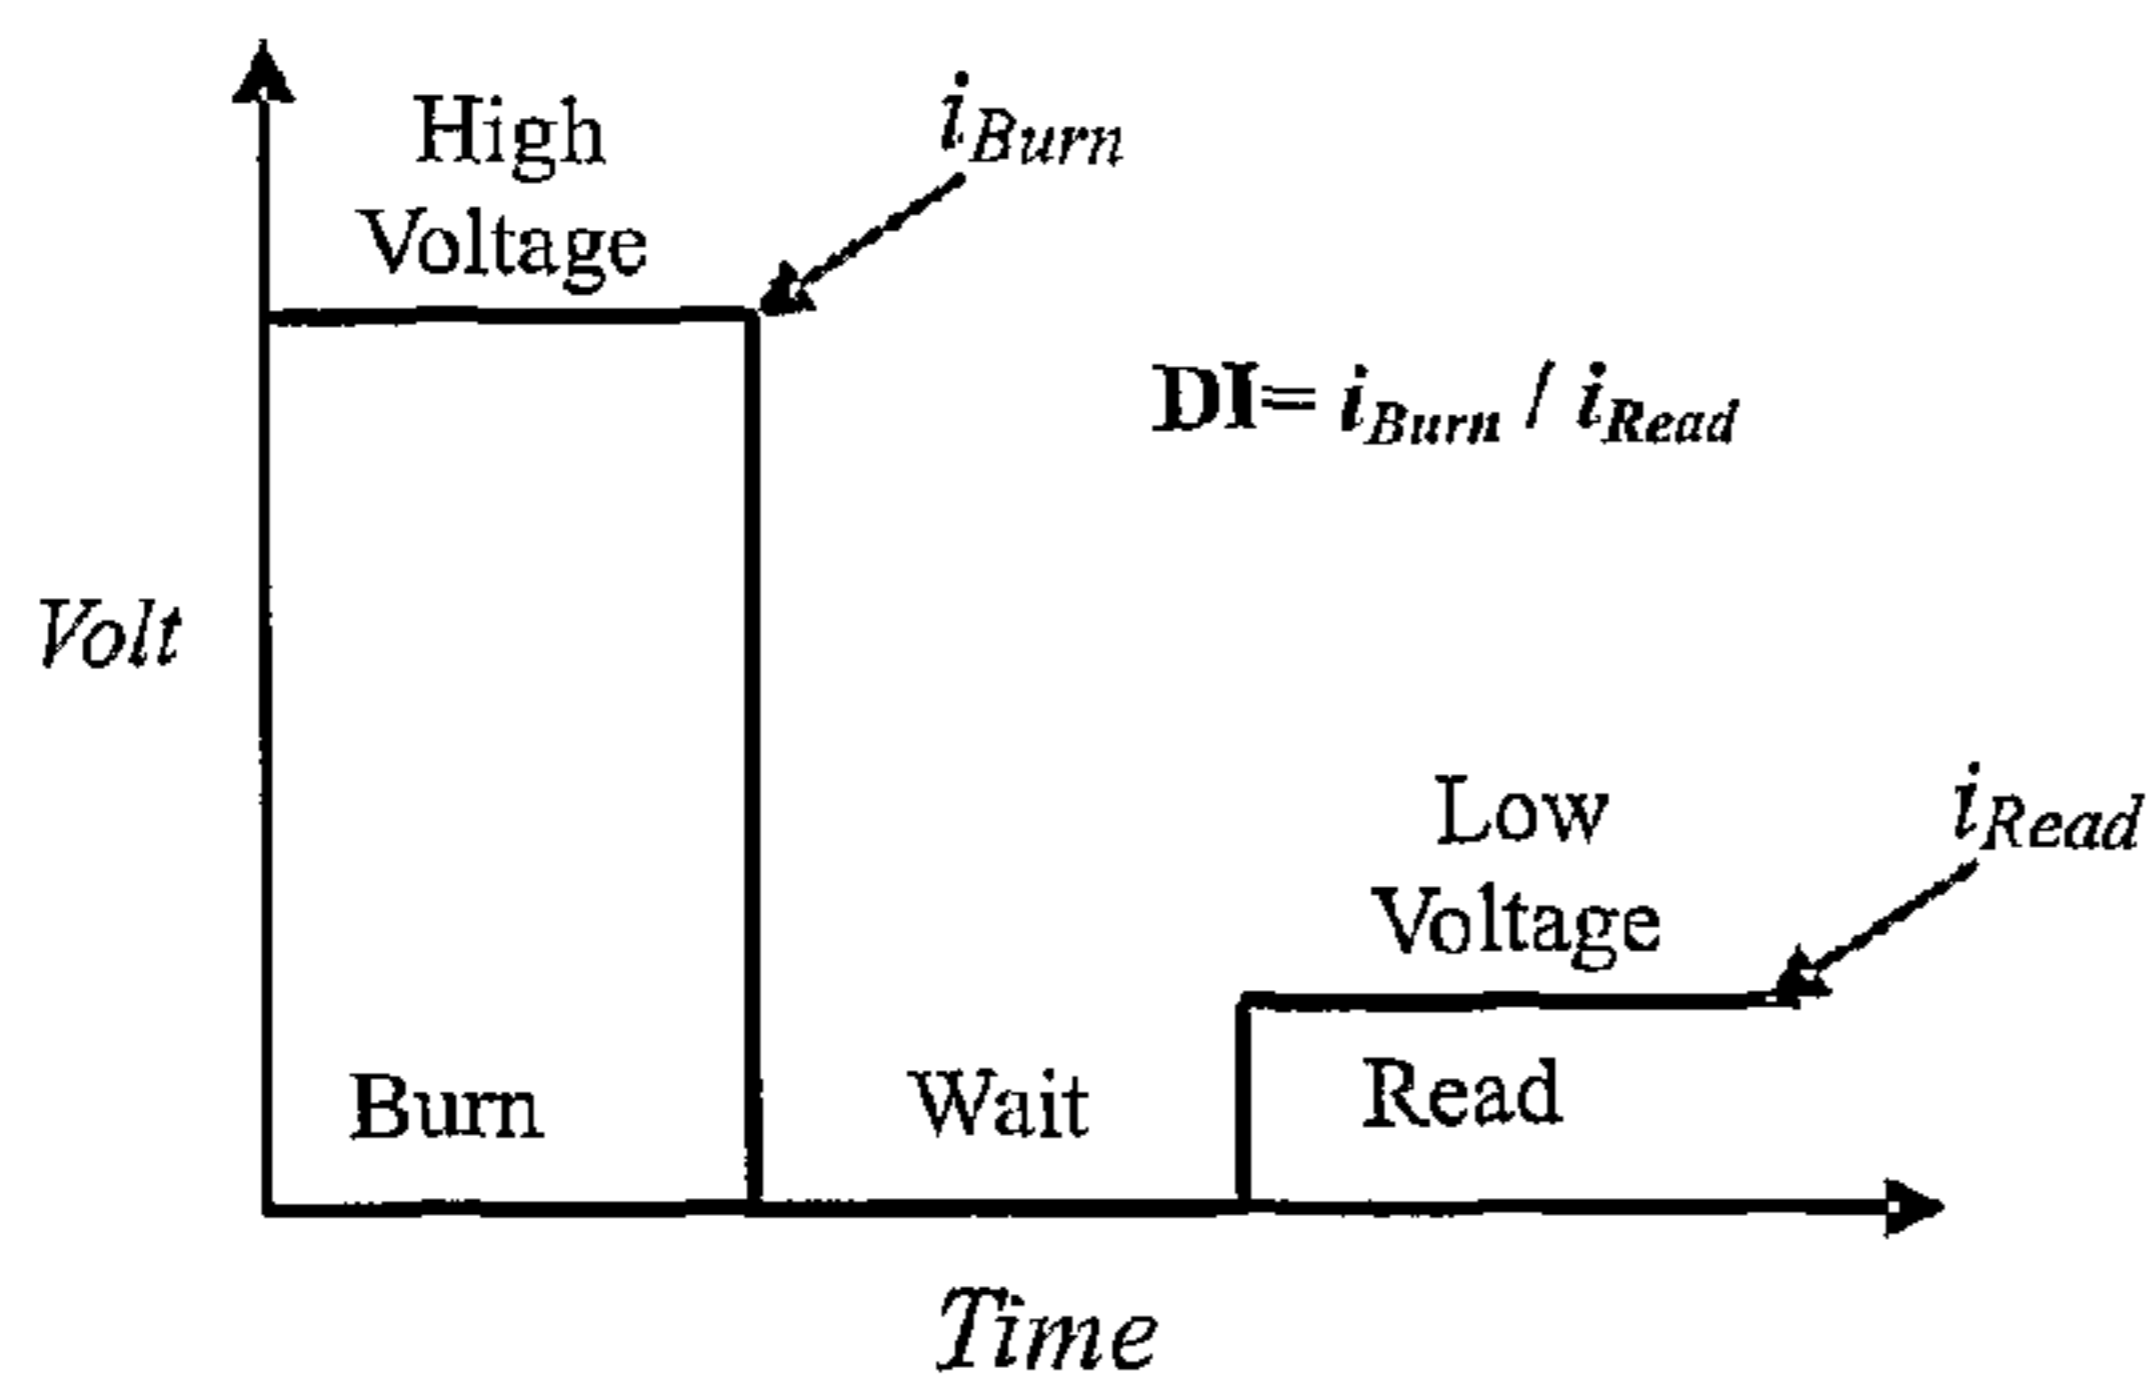 High
Voltage
iBurn
DI= iBurn / iRead
Volt
Low
Voltage
iRead
Burn
Wait
Read
Time